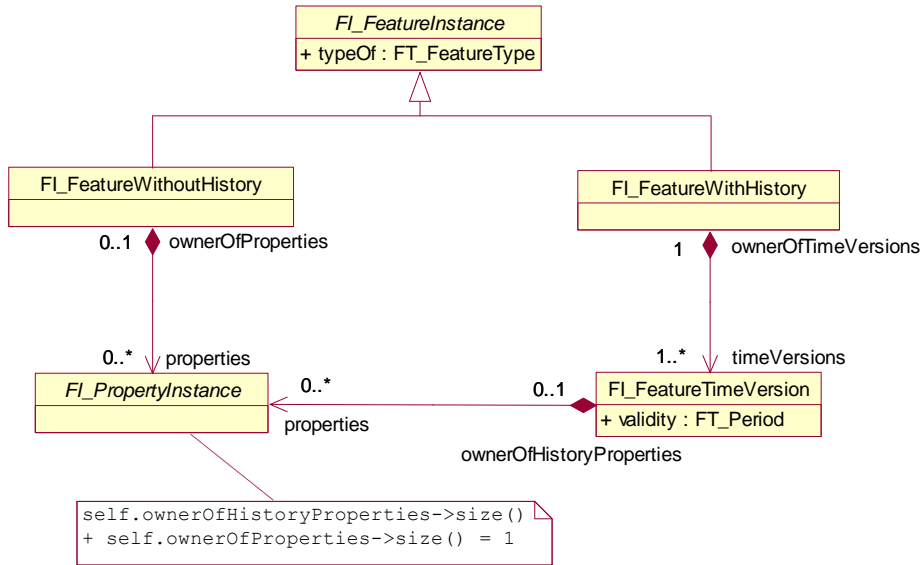 FI_FeatureInstance
+ typeOf : FT_FeatureType
FI_FeatureWithoutHistory
FI_FeatureWithHistory
0..1
ownerOfProperties
1
ownerOfTimeVersions
0..*
properties
1..*
timeVersions
FI_PropertyInstance
0..*
properties
0..1
ownerOfHistoryProperties
FI_FeatureTimeVersion
+ validity : FT_Period
self.ownerOfHistoryProperties->size()
+ self.ownerOfProperties->size() = 1